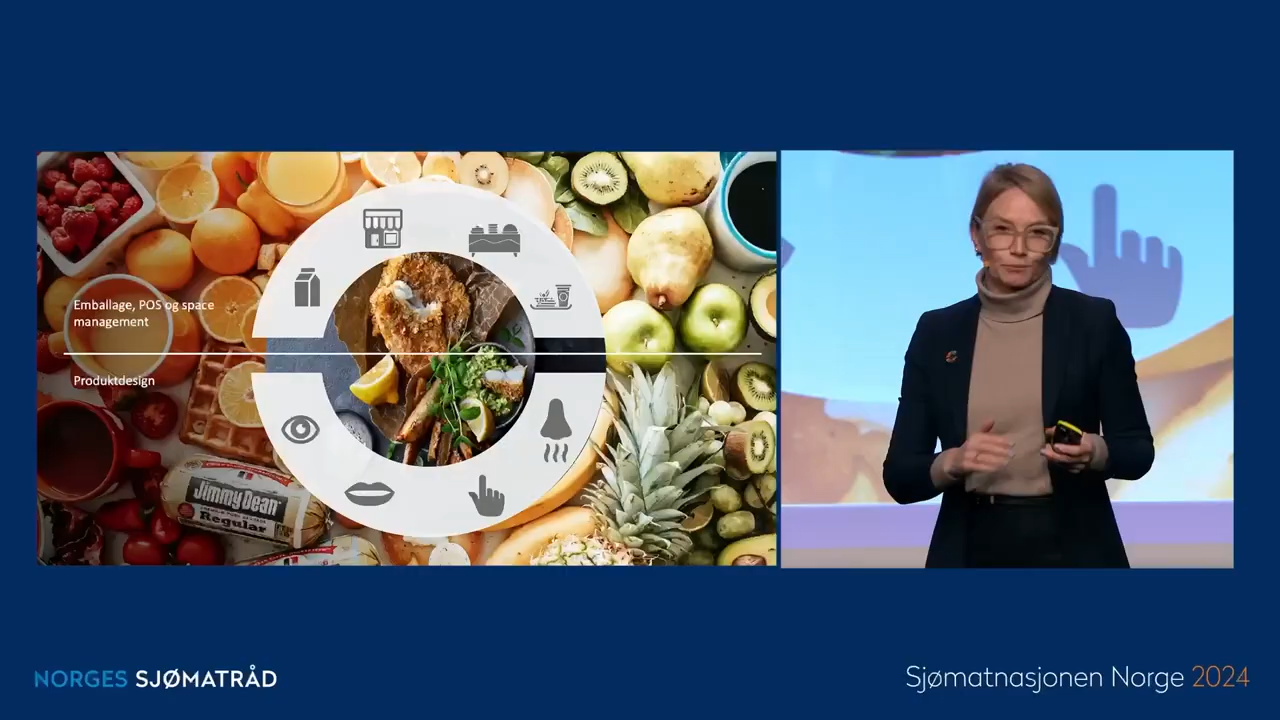 Emballage, POS og space
management
Produktdesign
Jimmy Dean
Regular
NORGES SJØMATRÅD
Sjømatnasjonen Norge 2024